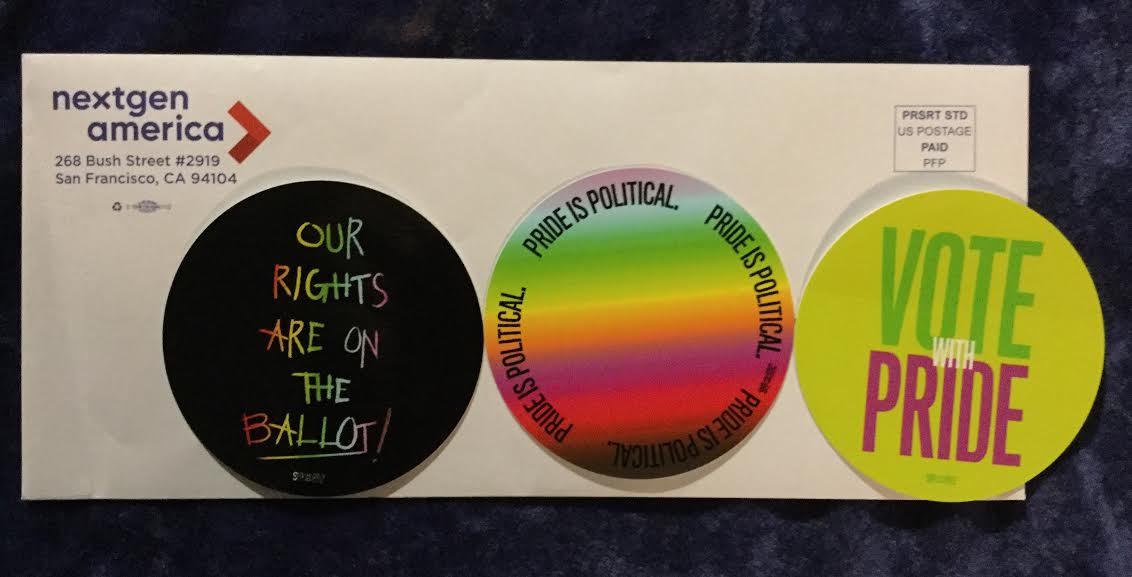 nextgen
america
268 Bush Street #2919
San Francisco, CA 94104
PRSRT STD
US POSTAGE
PAID
PFP
OUR
RIGHTS
ARE ON
THE
BALLOT!
PRIDE IS POLITICAL.
PRIDE IS POLITICAL.
PRIDE IS POLITICAL.
PRIDE IS POLITICAL.
VOTE
WITH
PRIDE